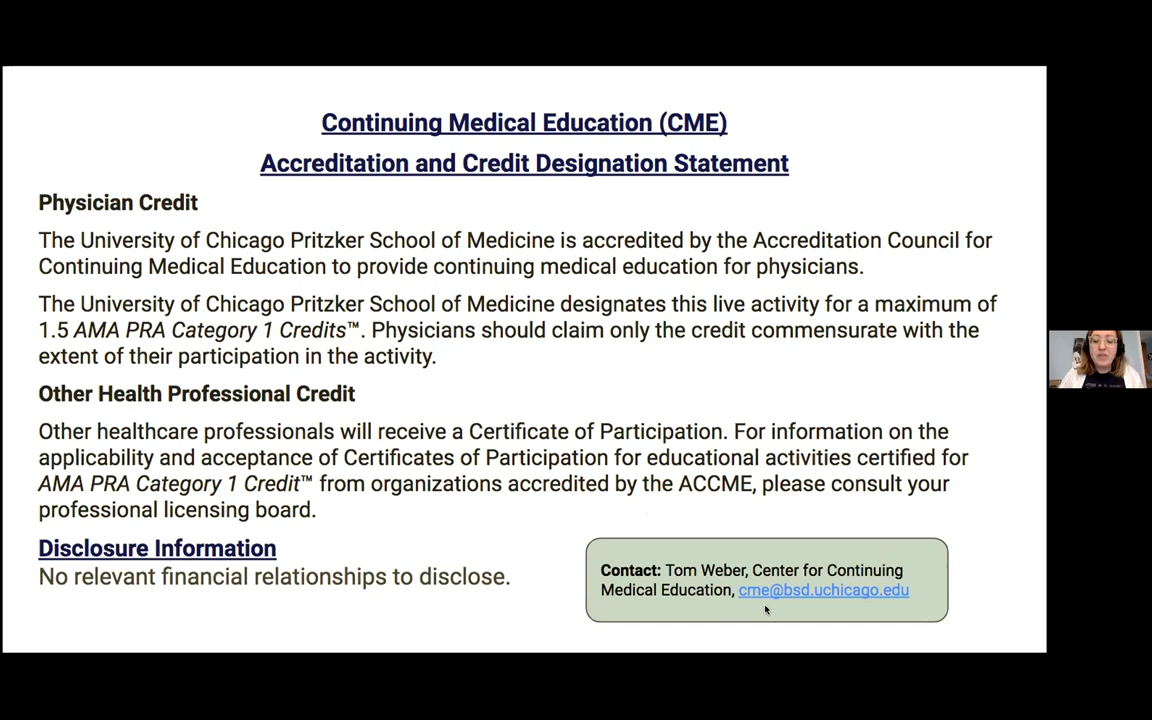 Continuing Medical Education (CME)
Accreditation and Credit Designation Statement
Physician Credit
The University of Chicago Pritzker School of Medicine is accredited by the Accreditation Council for
Continuing Medical Education to provide continuing medical education for physicians.
The University of Chicago Pritzker School of Medicine designates this live activity for a maximum of
1.5 AMA PRA Category 1 Credits™. Physicians should claim only the credit commensurate with the
extent of their participation in the activity.
Other Health Professional Credit
Other healthcare professionals will receive a Certificate of Participation. For information on the
applicability and acceptance of Certificates of Participation for educational activities certified for
AMA PRA Category 1 Credit™ from organizations accredited by the ACCME, please consult your
professional licensing board.
Disclosure Information
No relevant financial relationships to disclose.
Contact: Tom Weber, Center for Continuing
Medical Education, cme@bsd.uchicago.edu